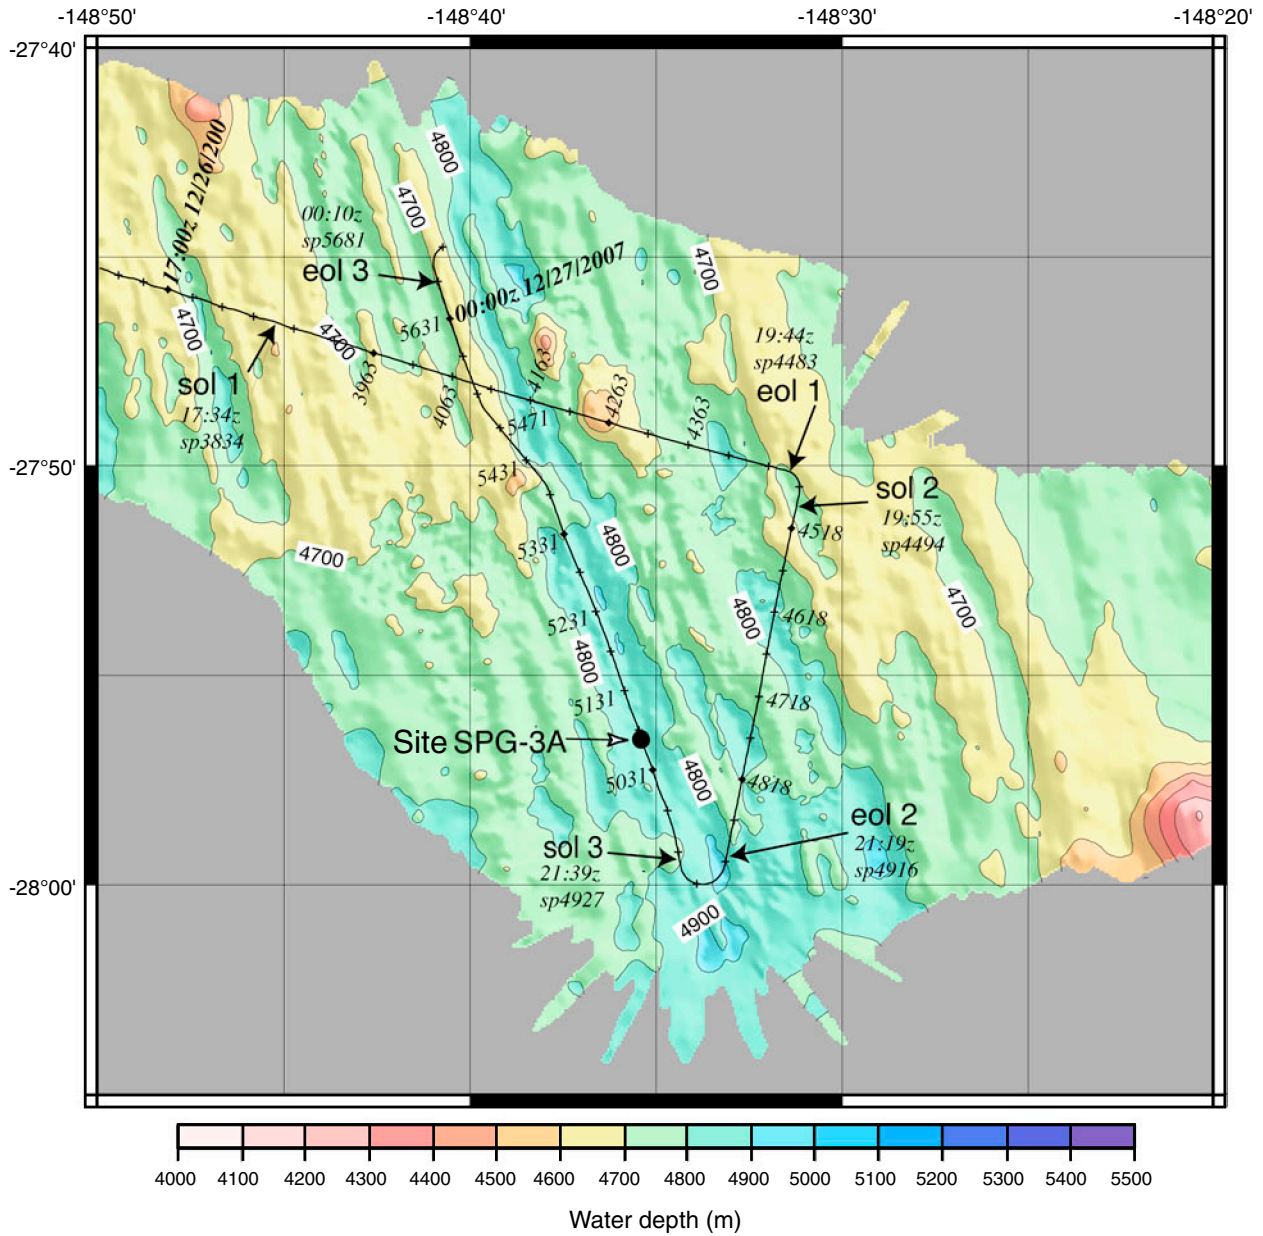 -148°50' -148°40' -148°30' -148°20'
-27°40'
4800
17:00z 12/26/200
4700
00:10z
sp5681
eol 3
00:00z 12/27/2007
4700
5631
4700
4700
19:44z
sp4483
eol 1
sol 1
17:34z
sp3834
3963
4063
4163
4263
4363
5471
-27°50'
5431
sol 2
19:55z
sp4494
4518
4700
5331
4800
4700
4800
4618
5231
4800
5131
4718
Site SPG-3A
5031
4800
4818
eol 2
21:19z
sp4916
sol 3
21:39z
sp4927
-28°00'
4900
4000 4100 4200 4300 4400 4500 4600 4700 4800 4900 5000 5100 5200 5300 5400 5500
Water depth (m)